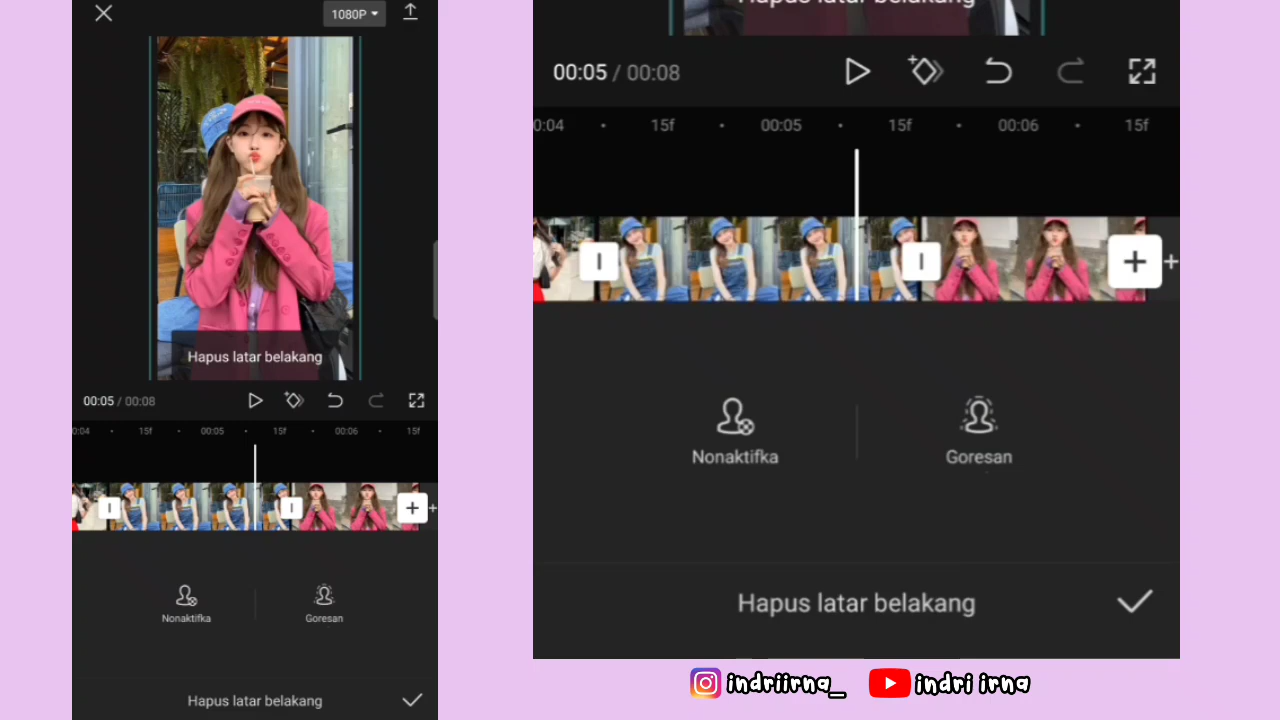 1080P
Hapus latar belakang
00:05 / 00:08
0:04 15f 00:05 15f 00:06 15f
Nonaktifka
Goresan
Hapus latar belakang
00:05 / 00:08
0:04 15f 00:05 15f 00:06 15f
Nonaktifka
Goresan
Hapus latar belakang
indriirna_
indri irna